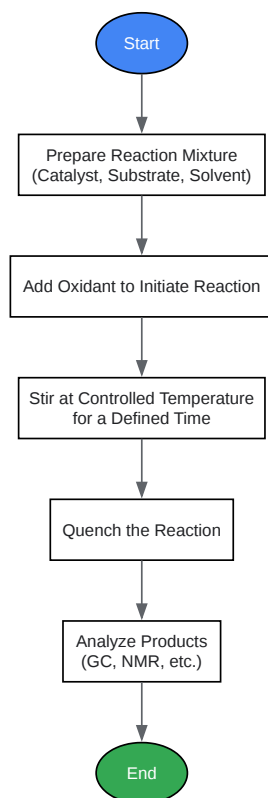 Start
Prepare Reaction Mixture
(Catalyst, Substrate, Solvent)
Add Oxidant to Initiate Reaction
Stir at Controlled Temperature
for a Defined Time
Quench the Reaction
Analyze Products
(GC, NMR, etc.)
End